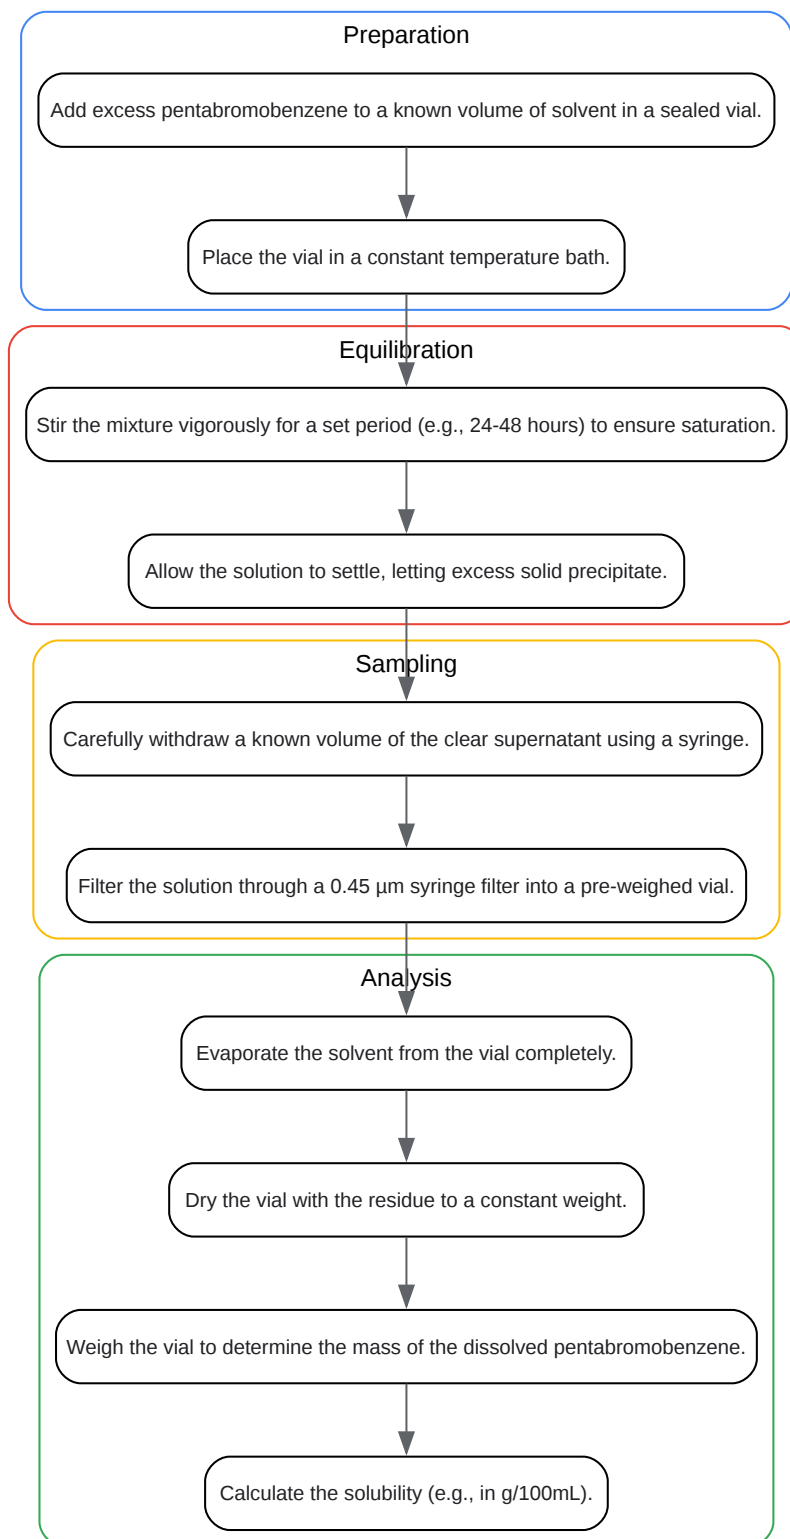 Preparation
Add excess pentabromobenzene to a known volume of solvent in a sealed vial.
Place the vial in a constant temperature bath.
Equilibration
Stir the mixture vigorously for a set period (e.g., 24-48 hours) to ensure saturation.
Allow the solution to settle, letting excess solid precipitate.
Sampling
Carefully withdraw a known volume of the clear supernatant using a syringe.
Filter the solution through a 0.45 µm syringe filter into a pre-weighed vial.
Analysis
Evaporate the solvent from the vial completely.
Dry the vial with the residue to a constant weight.
Weigh the vial to determine the mass of the dissolved pentabromobenzene.
Calculate the solubility (e.g., in g/100mL).